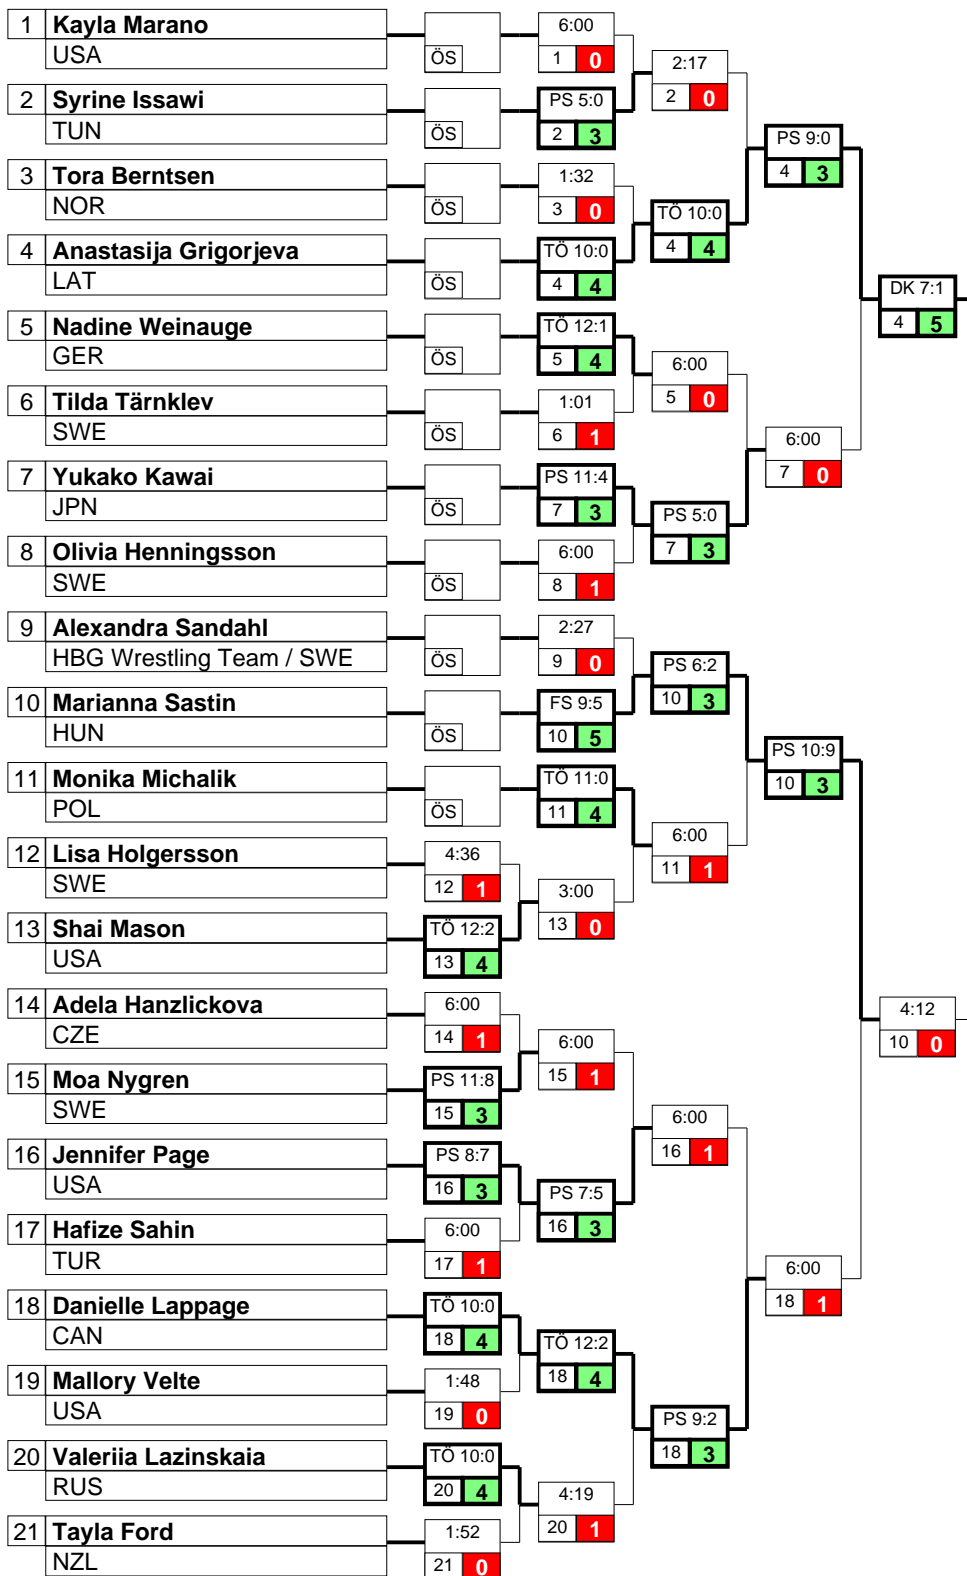 1 Kayla Marano
USA
ÖS
6:00
1 0
2:17
2 0
2 Syrine Issawi
TUN
ÖS
PS 5:0
2 3
PS 9:0
4 3
3 Tora Berntsen
NOR
ÖS
1:32
3 0
TÖ 10:0
4 4
4 Anastasija Grigorjeva
LAT
ÖS
TÖ 10:0
4 4
DK 7:1
4 5
5 Nadine Weinauge
GER
ÖS
TÖ 12:1
5 4
6:00
5 0
6 Tilda Tärnklev
SWE
ÖS
1:01
6 1
6:00
7 0
7 Yukako Kawai
JPN
ÖS
PS 11:4
7 3
PS 5:0
7 3
8 Olivia Henningsson
SWE
ÖS
6:00
8 1
9 Alexandra Sandahl
HBG Wrestling Team / SWE
ÖS
2:27
9 0
PS 6:2
10 3
10 Marianna Sastin
HUN
ÖS
FS 9:5
10 5
PS 10:9
10 3
11 Monika Michalik
POL
ÖS
TÖ 11:0
11 4
6:00
11 1
12 Lisa Holgersson
SWE
4:36
12 1
3:00
13 0
13 Shai Mason
USA
TÖ 12:2
13 4
14 Adela Hanzlickova
CZE
6:00
14 1
6:00
15 1
4:12
10 0
15 Moa Nygren
SWE
PS 11:8
15 3
6:00
16 1
16 Jennifer Page
USA
PS 8:7
16 3
PS 7:5
16 3
17 Hafize Sahin
TUR
6:00
17 1
6:00
18 1
18 Danielle Lappage
CAN
TÖ 10:0
18 4
TÖ 12:2
18 4
19 Mallory Velte
USA
1:48
19 0
PS 9:2
18 3
20 Valeriia Lazinskaia
RUS
TÖ 10:0
20 4
4:19
20 1
21 Tayla Ford
NZL
1:52
21 0